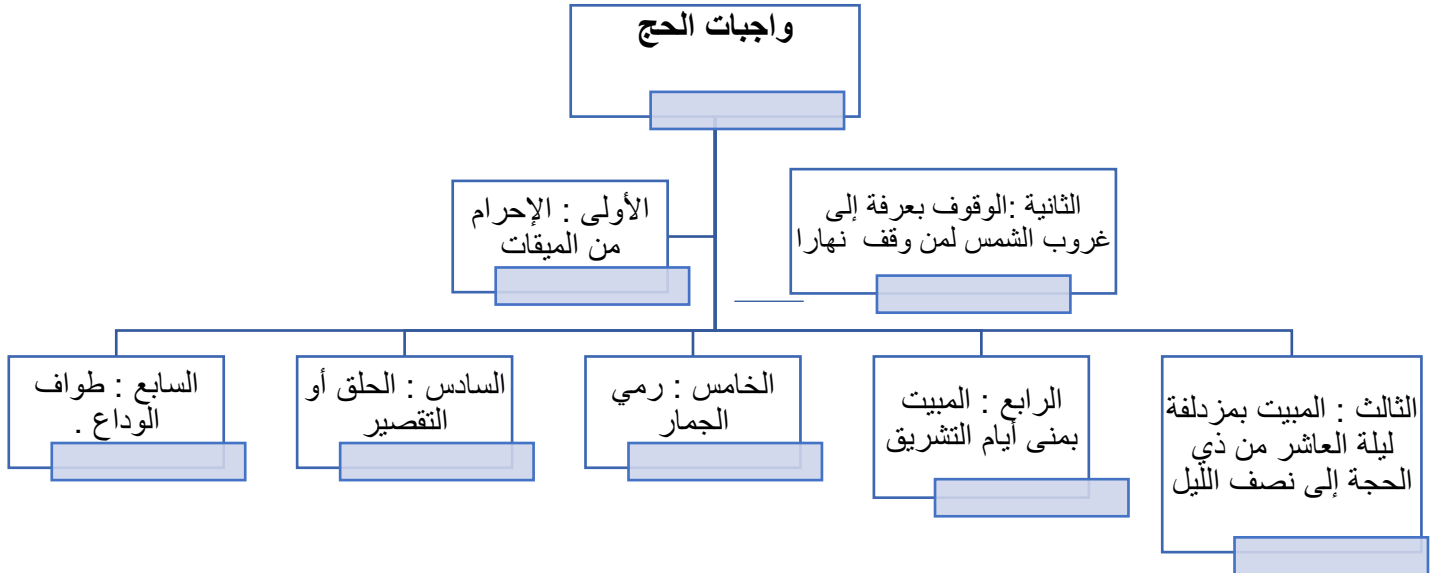 واجبات الحج
الأولى : الإحرام
من الميقات
الثانية :الوقوف بعرفة إلى
غروب الشمس لمن وقف نهارا
الثالث : المبيت بمزدلفة
ليلة العاشر من ذي
الحجة إلى نصف الليل
الرابع : المبيت
بمنى أيام التشريق
الخامس : رمي
الجمار
السادس : الحلق أو
التقصير
السابع : طواف
الوداع .